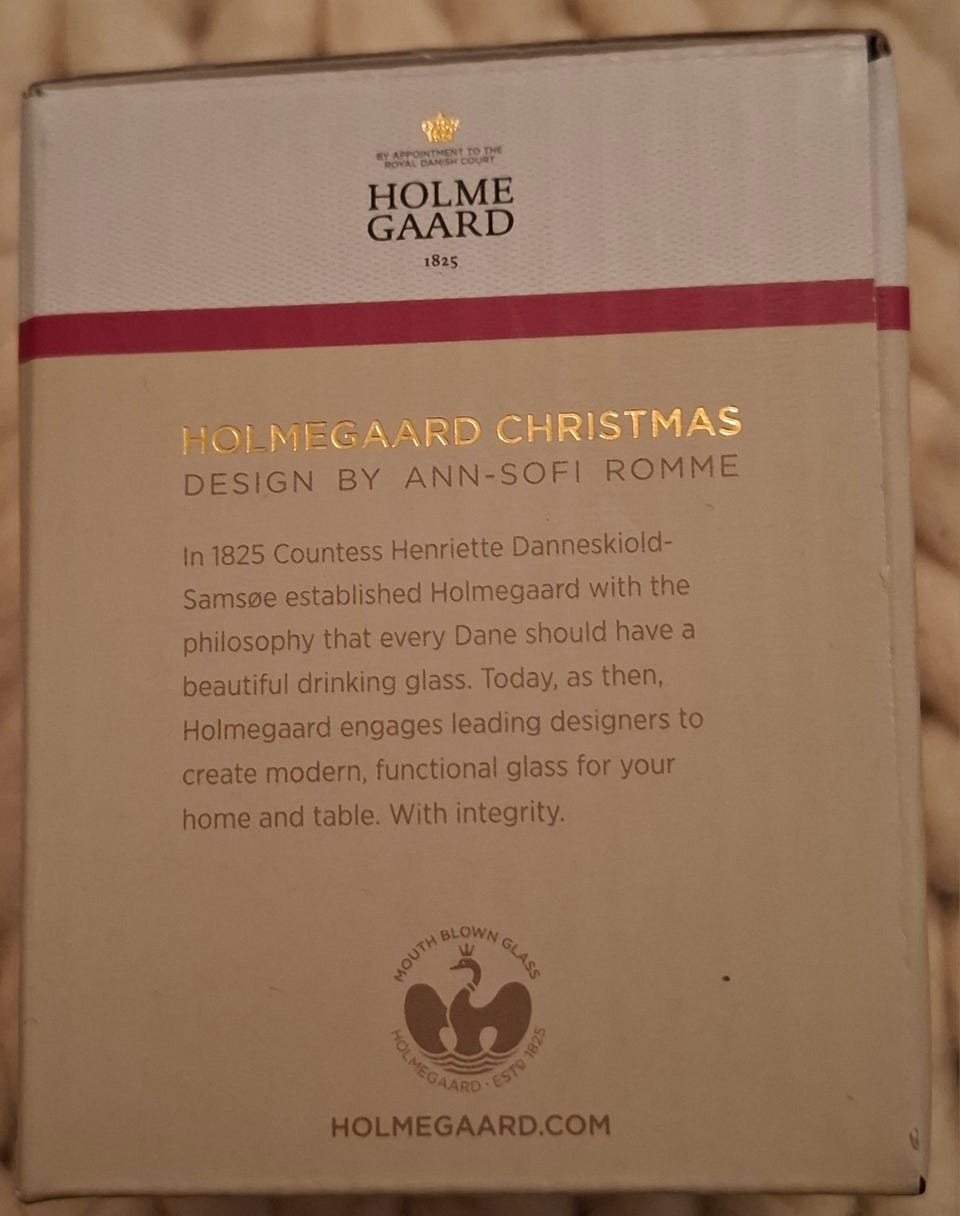 BY APPOINTMENT TO THE
ROYAL DANISH COURT
HOLME
GAARD
1825
HOLMEGAARD CHRISTMAS
DESIGN BY ANN-SOFI ROMME
In 1825 Countess Henriette Danneskiold-
Samsøe established Holmegaard with the
philosophy that every Dane should have a
beautiful drinking glass. Today, as then,
Holmegaard engages leading designers to
create modern, functional glass for your
home and table. With integrity.
MOUTH BLOWN GLASS
HOLMEGAARD · ESTD 1825
HOLMEGAARD.COM